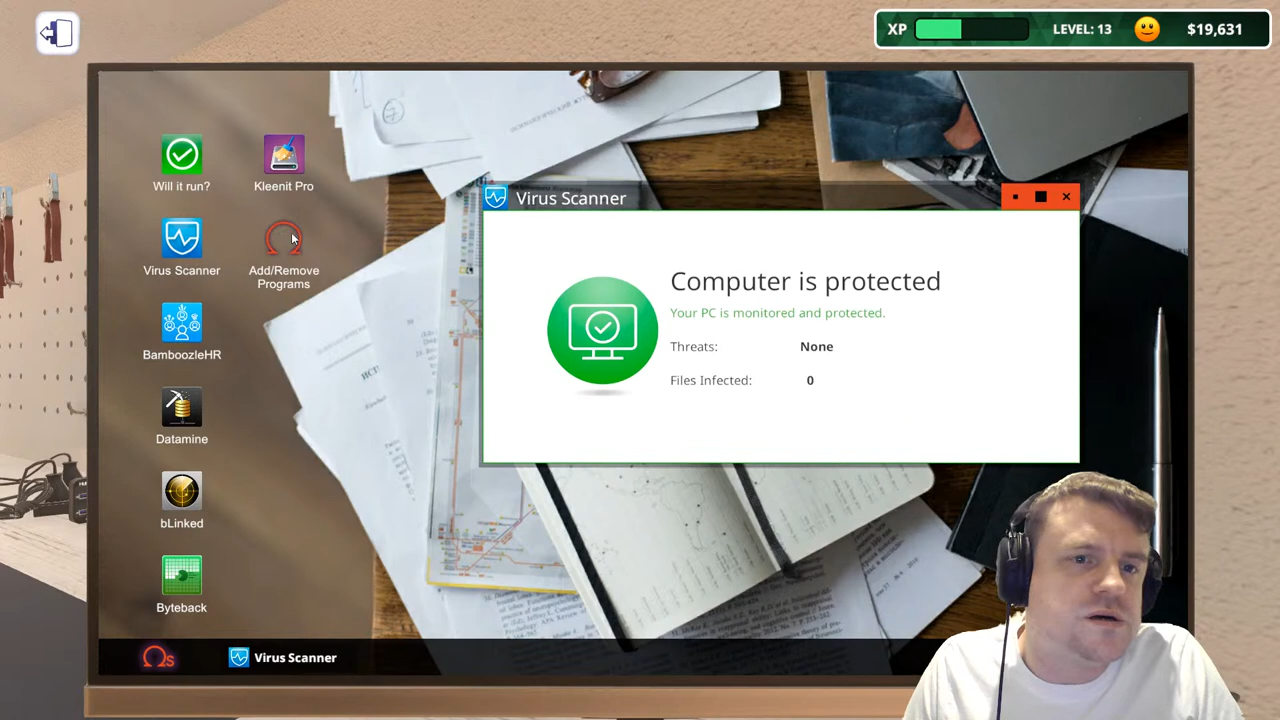 XP
LEVEL: 13
$19,631
Will it run?
Kleenit Pro
Virus Scanner
Add/Remove
Programs
BamboozleHR
Datamine
bLinked
Byteback
Virus Scanner
Computer is protected
Your PC is monitored and protected.
Threats: None
Files Infected: 0
Ωs
Virus Scanner